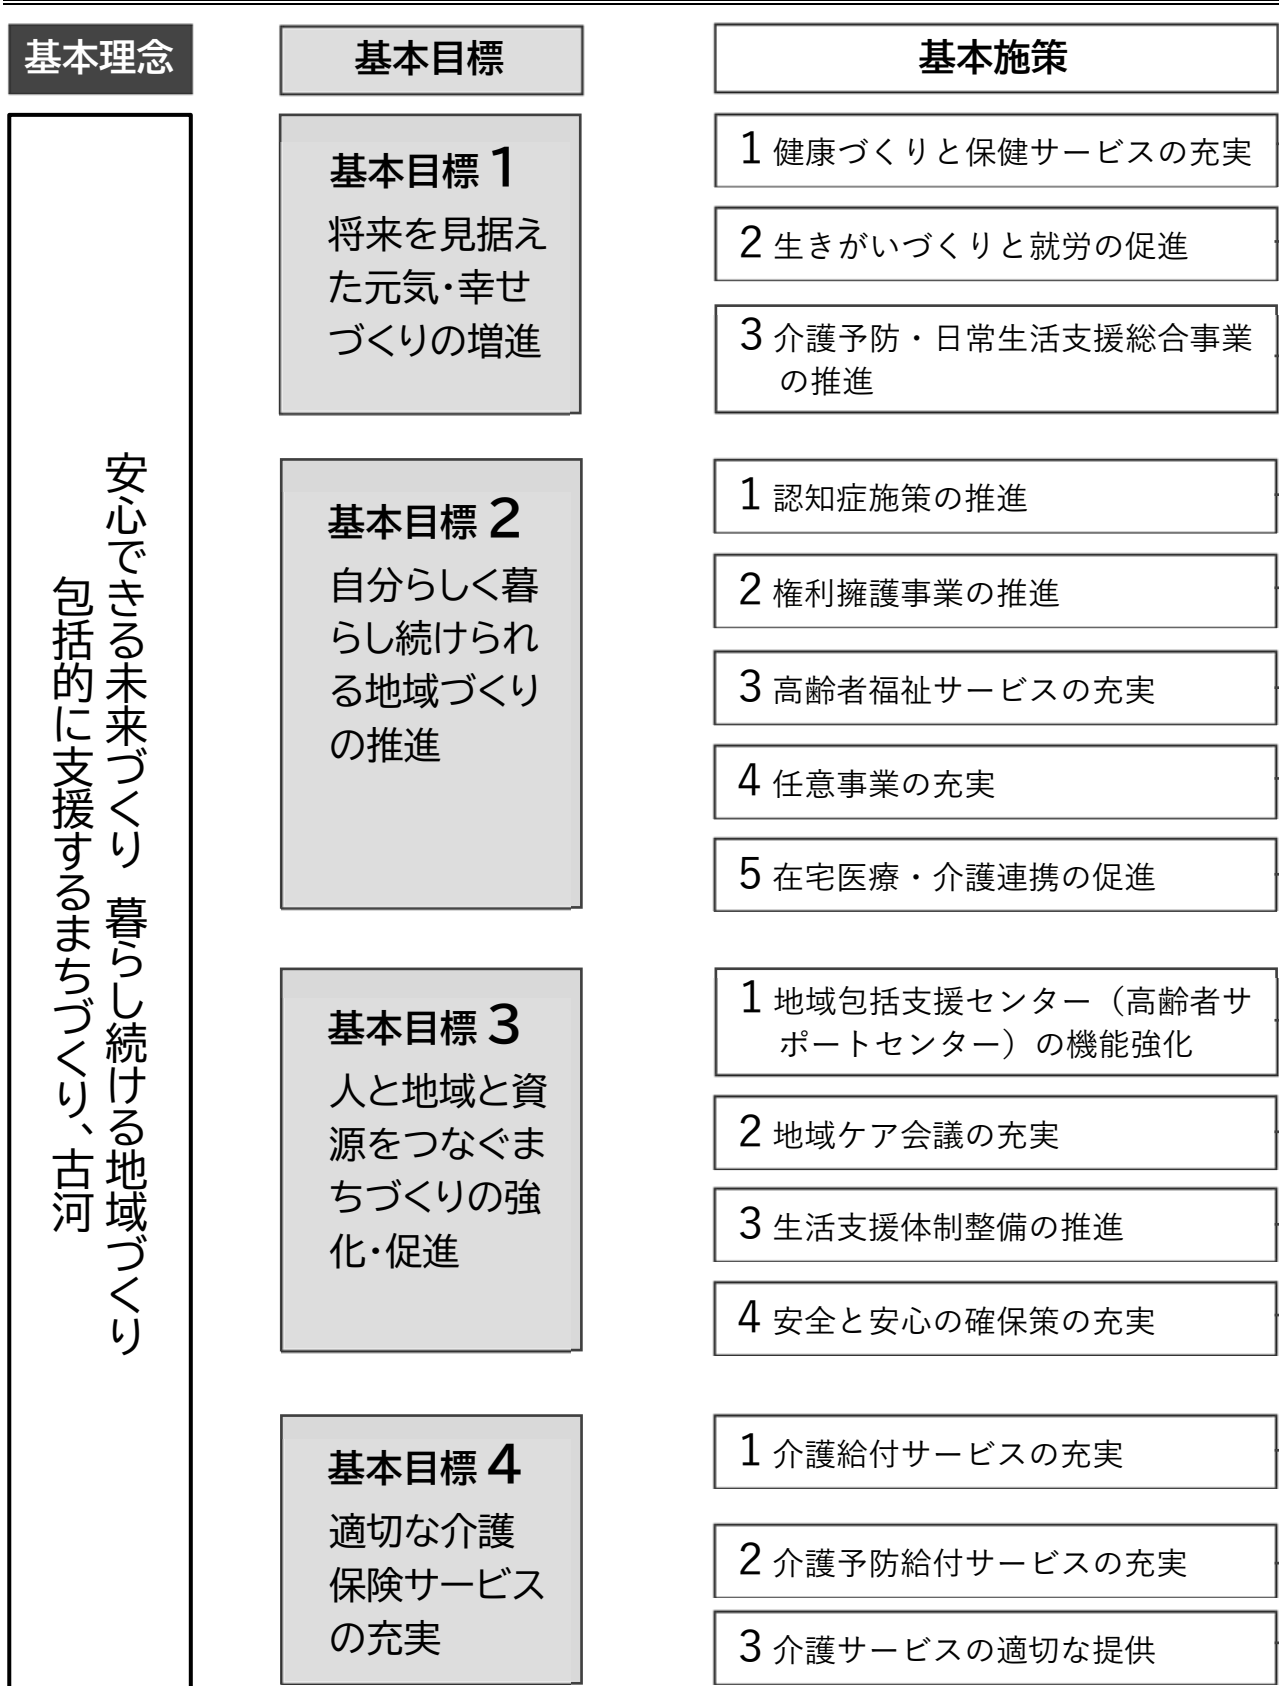 基本理念
基本目標
基本施策
安心できる未来づくり 暮らし続ける地域づくり
包括的に支援するまちづくり、古河
基本目標1
将来を見据え
た元気・幸せ
づくりの増進
1 健康づくりと保健サービスの充実
2 生きがいづくりと就労の促進
3 介護予防・日常生活支援総合事業
の推進
基本目標2
自分らしく暮
らし続けられ
る地域づくり
の推進
1 認知症施策の推進
2 権利擁護事業の推進
3 高齢者福祉サービスの充実
4 任意事業の充実
5 在宅医療・介護連携の促進
基本目標3
人と地域と資
源をつなぐま
ちづくりの強
化・促進
1 地域包括支援センター（高齢者サ
ポートセンター）の機能強化
2 地域ケア会議の充実
3 生活支援体制整備の推進
4 安全と安心の確保策の充実
基本目標4
適切な介護
保険サービス
の充実
1 介護給付サービスの充実
2 介護予防給付サービスの充実
3 介護サービスの適切な提供